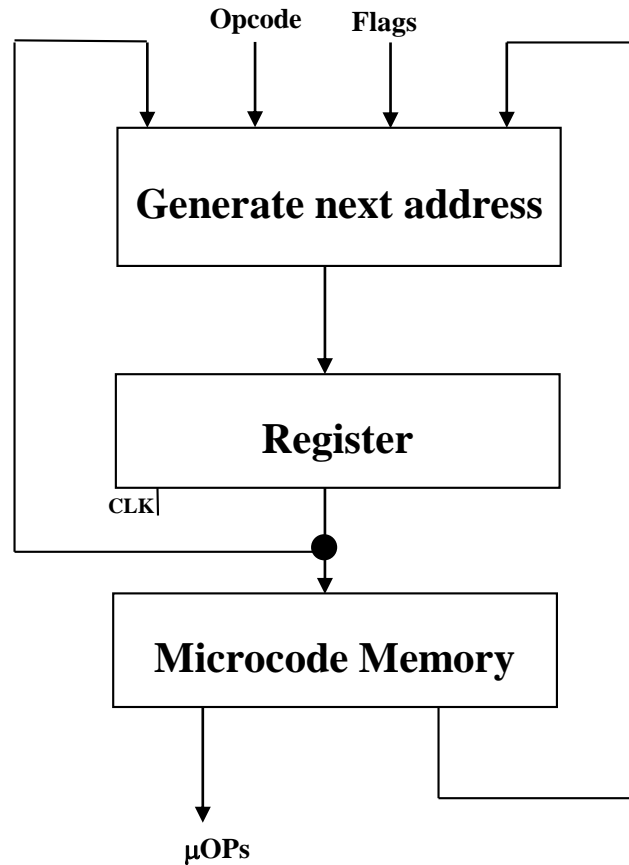 Opcode
Flags
Generate next address
Register
CLK
Microcode Memory
μOPs